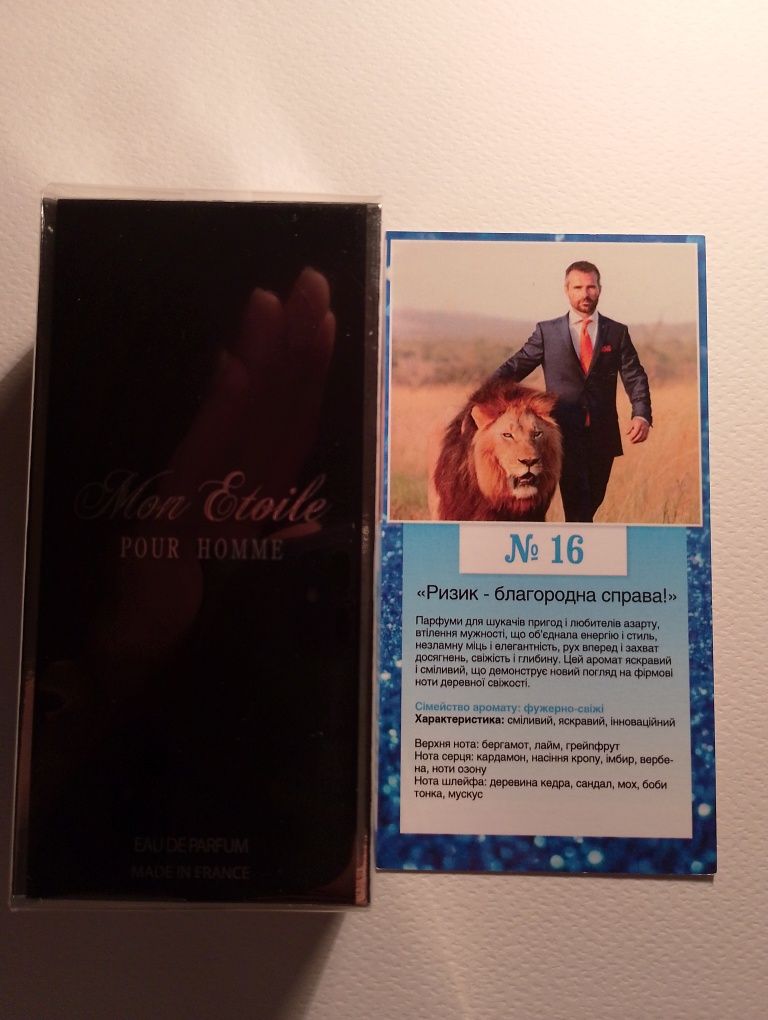 Mon Etoile
POUR HOMME
EAU DE PARFUM
MADE IN FRANCE
№ 16
«Ризик - благородна справа!»
Парфуми для шукачів пригод і любителів азарту,
втілення мужності, що об'єднала енергію і стиль,
незламну міць і елегантність, рух вперед і захват
досягнень, свіжість і глибину. Цей аромат яскравий
і сміливий, що демонструє новий погляд на фірмові
ноти деревної свіжості.
Сімейство аромату: фужерно-свіжі
Характеристика: сміливий, яскравий, інноваційний
Верхня нота: бергамот, лайм, грейпфрут
Нота серця: кардамон, насіння кропу, імбир, вербе-
на, ноти озону
Нота шлейфа: деревина кедра, сандал, мох, боби
тонка, мускус